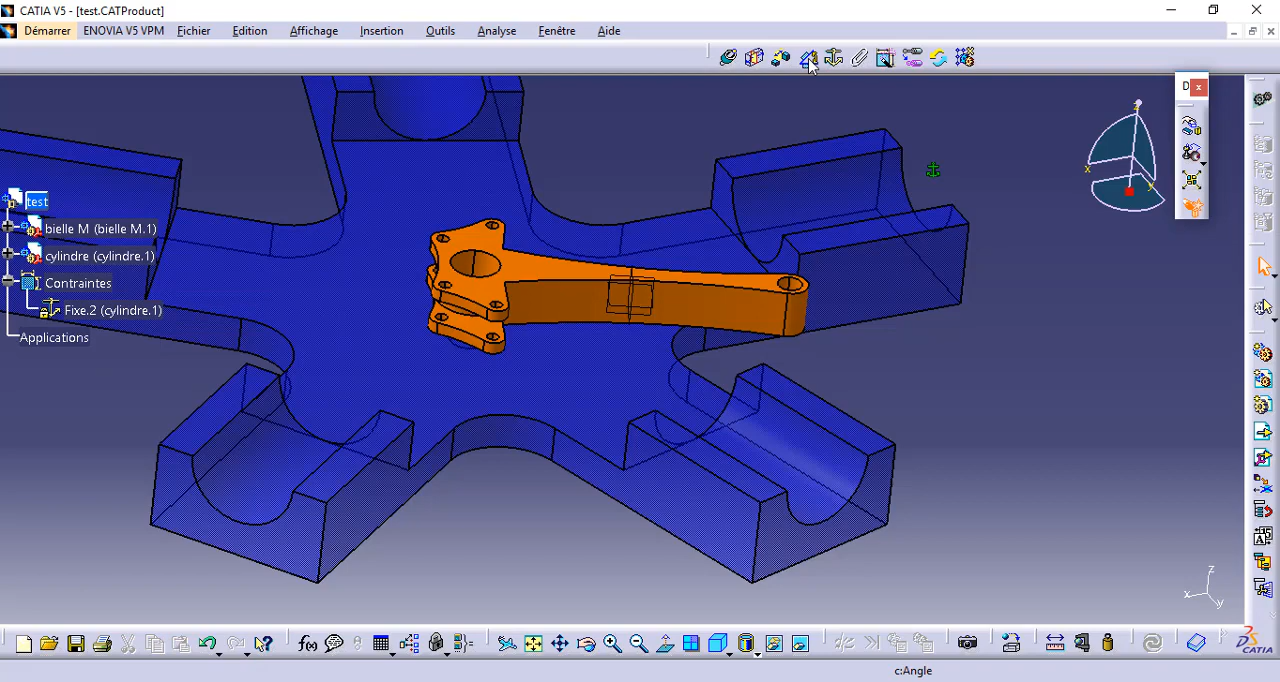 CATIA V5 - [test.CATProduct]
Démarrer ENOVIA V5 VPM Fichier Edition Affichage Insertion Outils Analyse Fenêtre Aide
D...
z
x
y
test
bielle M (bielle M.1)
cylindre (cylindre.1)
Contraintes
Fixe.2 (cylindre.1)
Applications
z
x
y
f(x)
CATIA
c:Angle